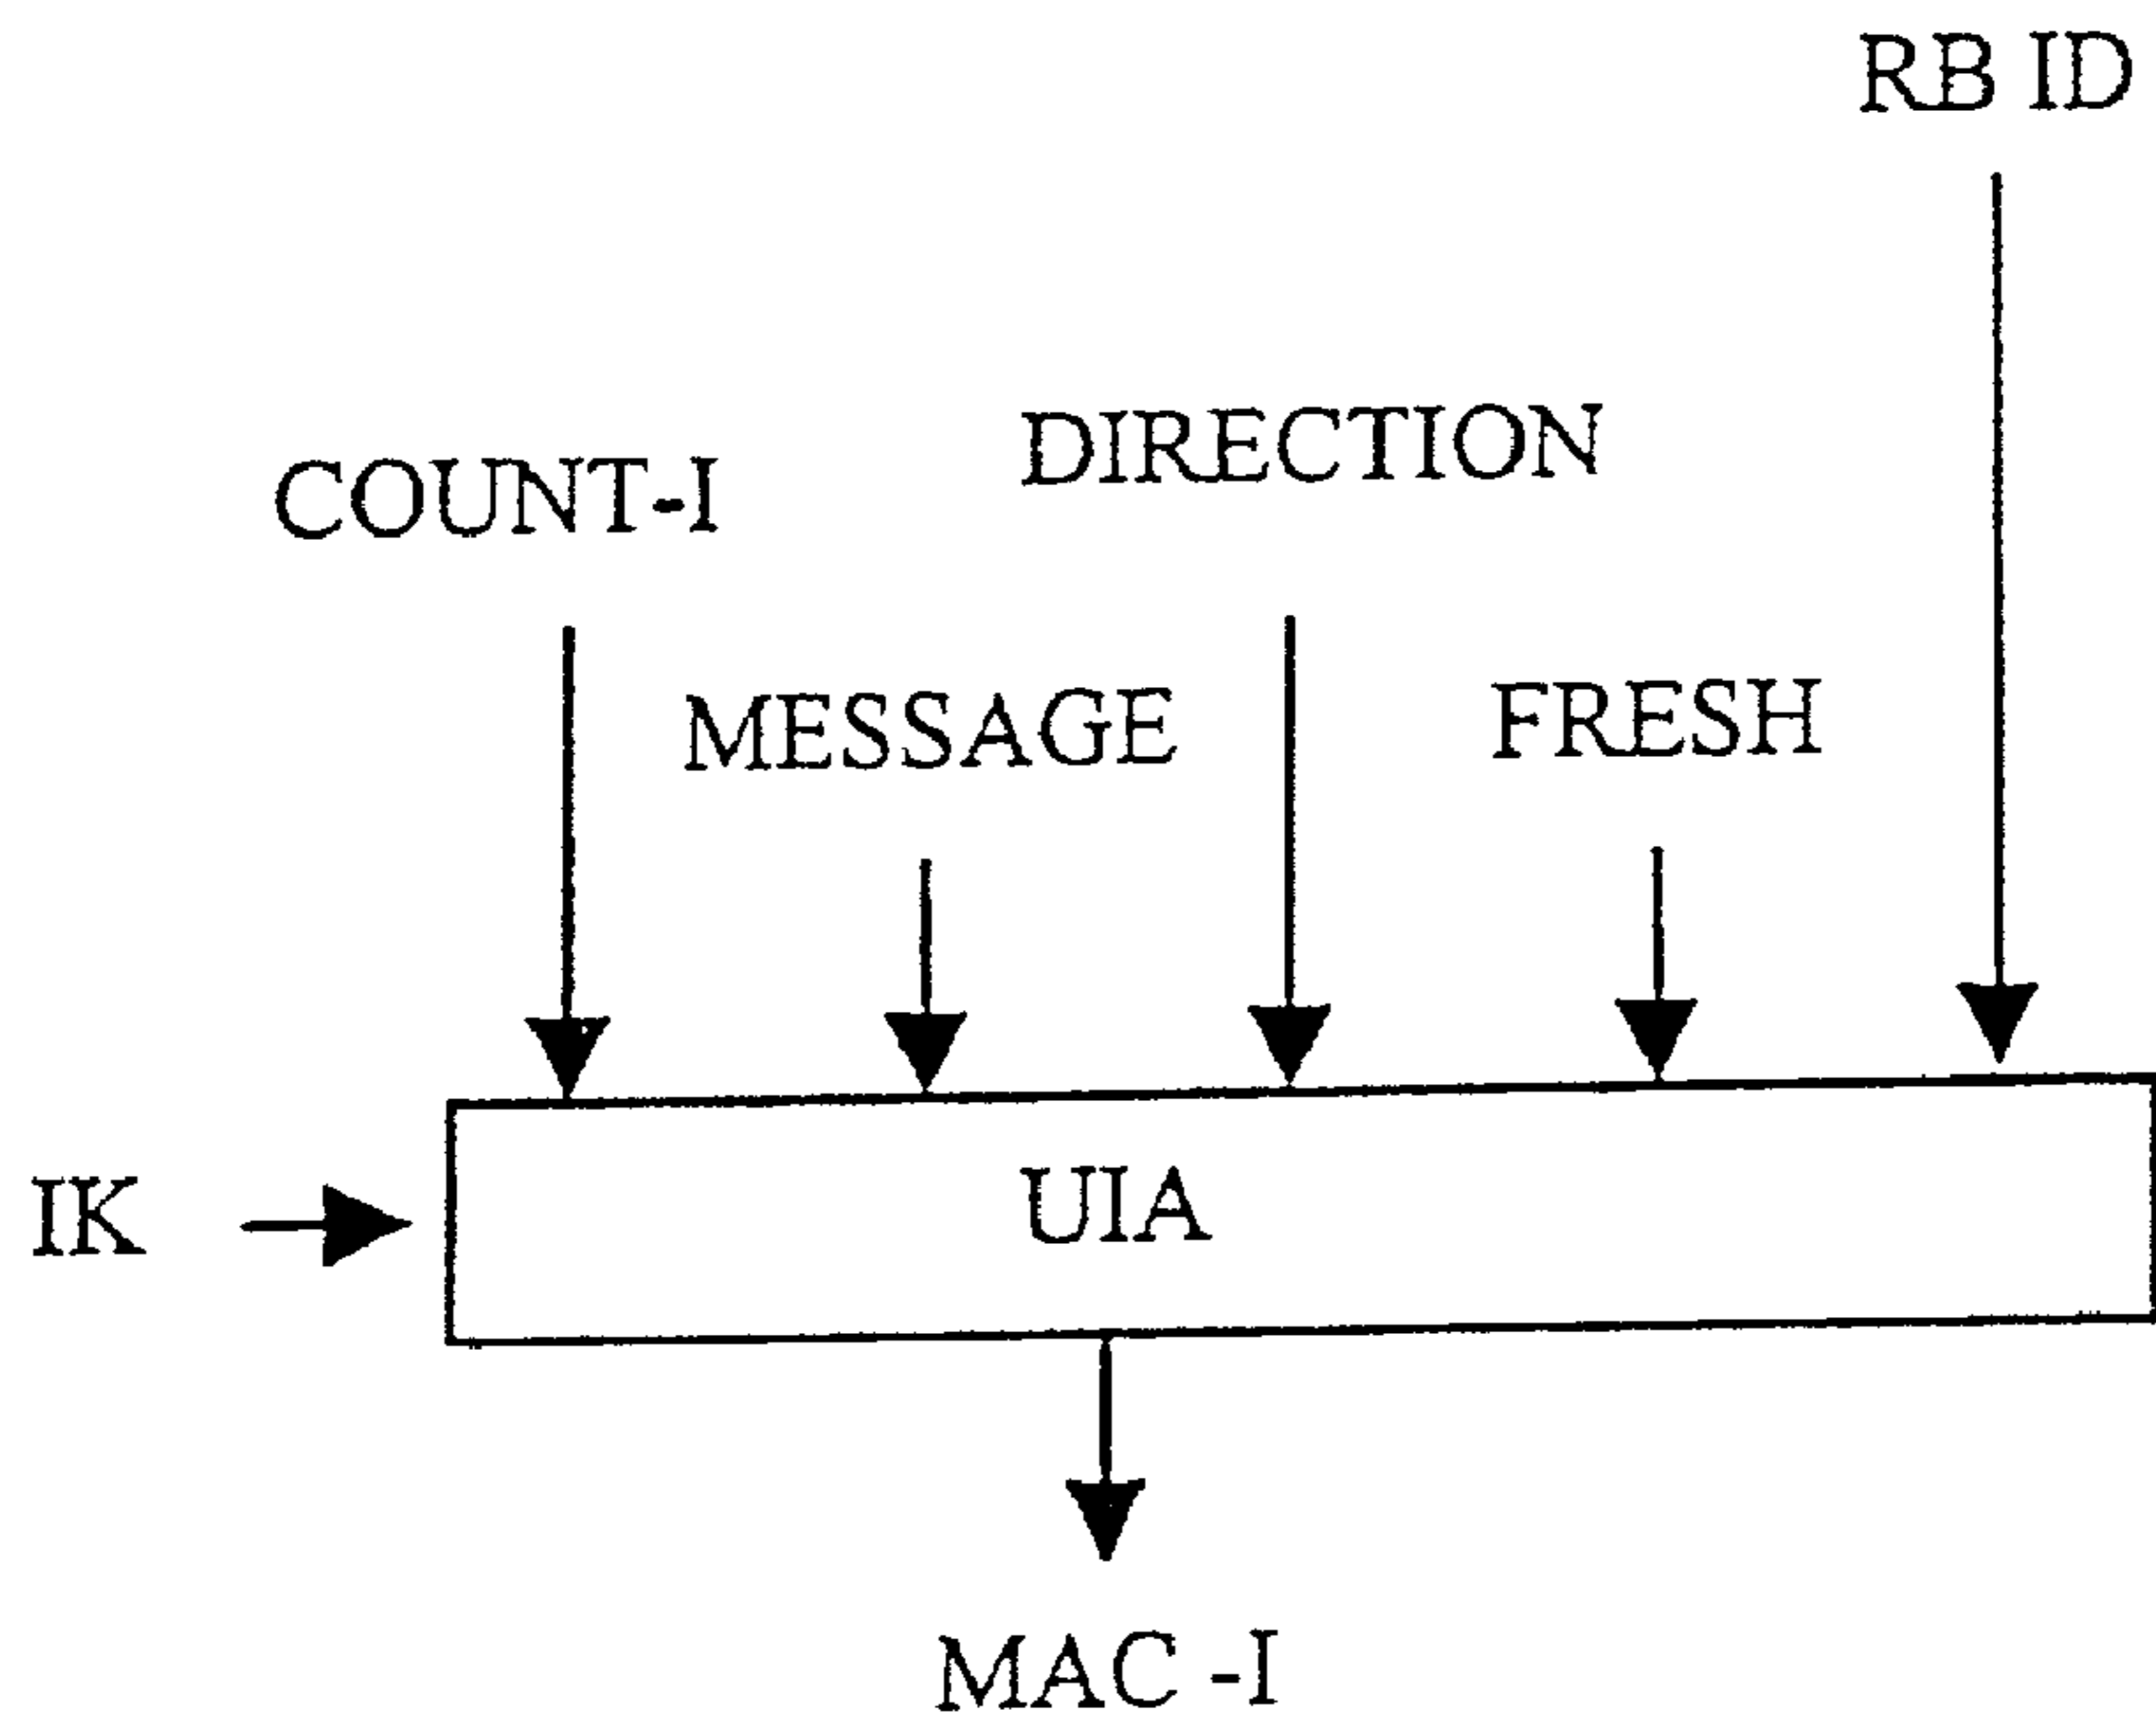 RB ID
DIRECTION
COUNT-I
MESSAGE
FRESH
IK
UIA
MAC -I